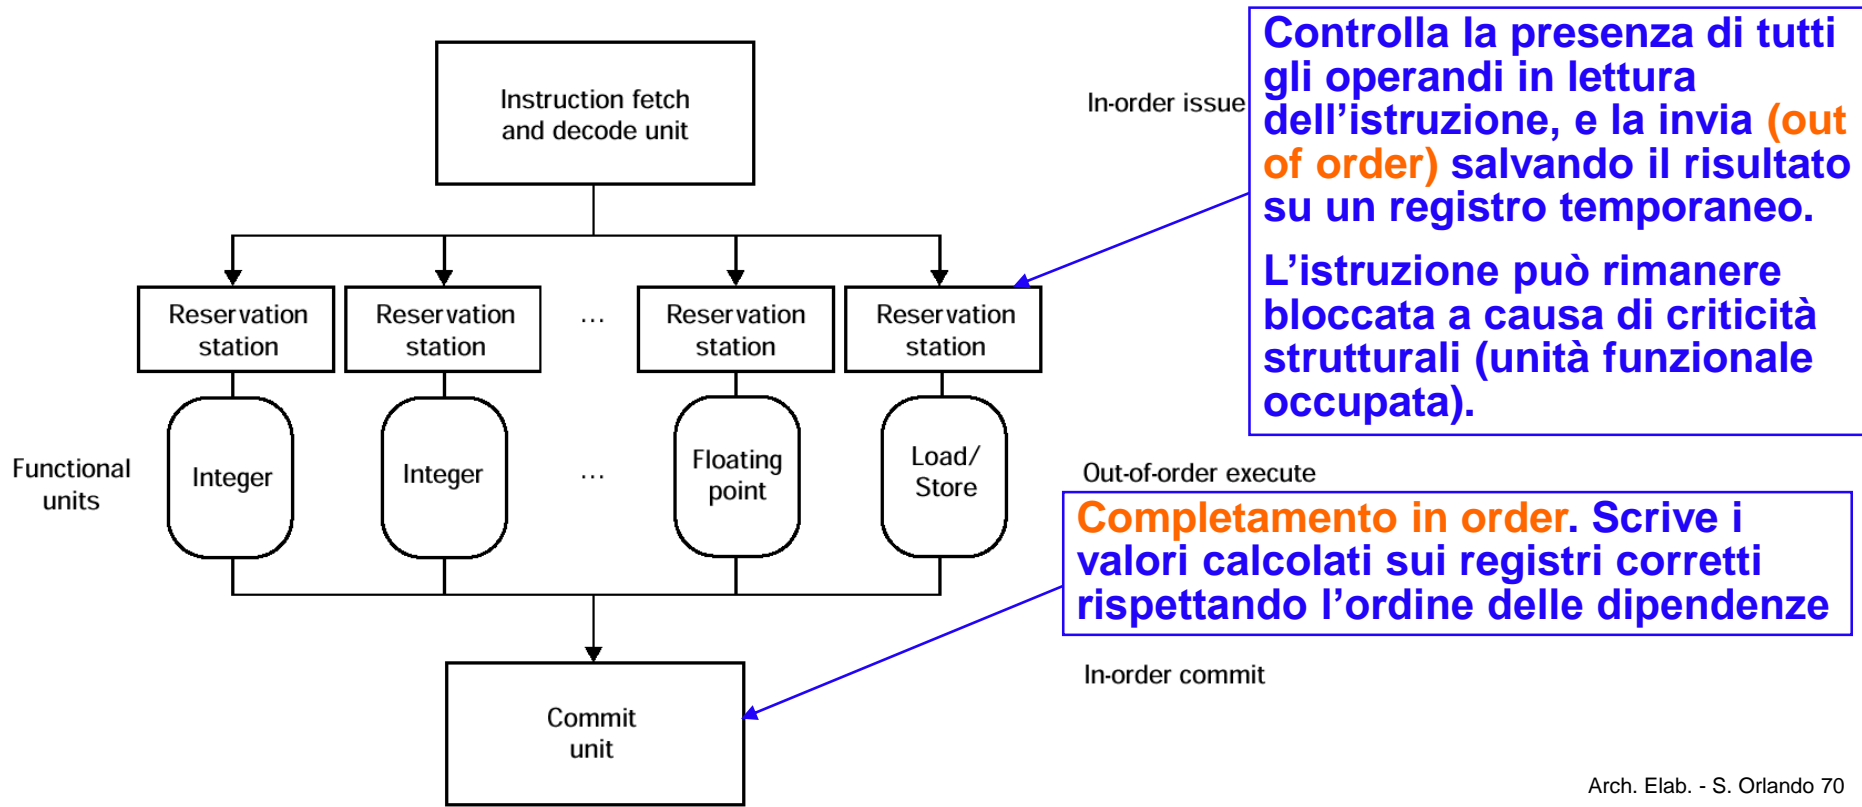 Instruction fetch
and decode unit
In-order issue
Controlla la presenza di tutti
gli operandi in lettura
dell’istruzione, e la invia (out
of order) salvando il risultato
su un registro temporaneo.
L’istruzione può rimanere
bloccata a causa di criticità
strutturali (unità funzionale
occupata).
Reservation
station
Reservation
station
...
Reservation
station
Reservation
station
Functional
units
Integer
Integer
...
Floating
point
Load/
Store
Out-of-order execute
Completamento in order. Scrive i
valori calcolati sui registri corretti
rispettando l’ordine delle dipendenze
In-order commit
Commit
unit
Arch. Elab. - S. Orlando 70